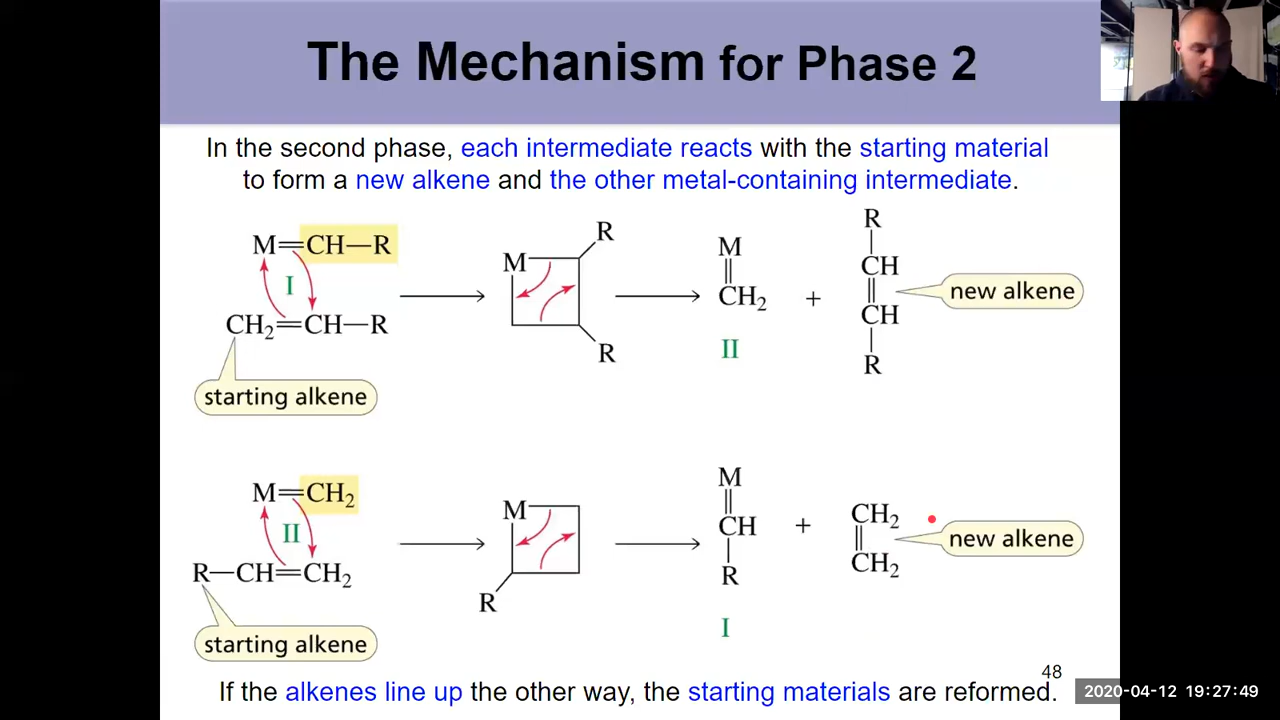 The Mechanism for Phase 2
In the second phase, each intermediate reacts with the starting material
to form a new alkene and the other metal-containing intermediate.
M=CH—R
I
CH₂=CH—R
starting alkene
M
R
R
M
CH₂
II
+
R
CH
CH
R
new alkene
M=CH₂
II
R—CH=CH₂
starting alkene
M
R
M
CH
R
I
+
CH₂
CH₂
new alkene
48
If the alkenes line up the other way, the starting materials are reformed.
2020-04-12 19:27:49